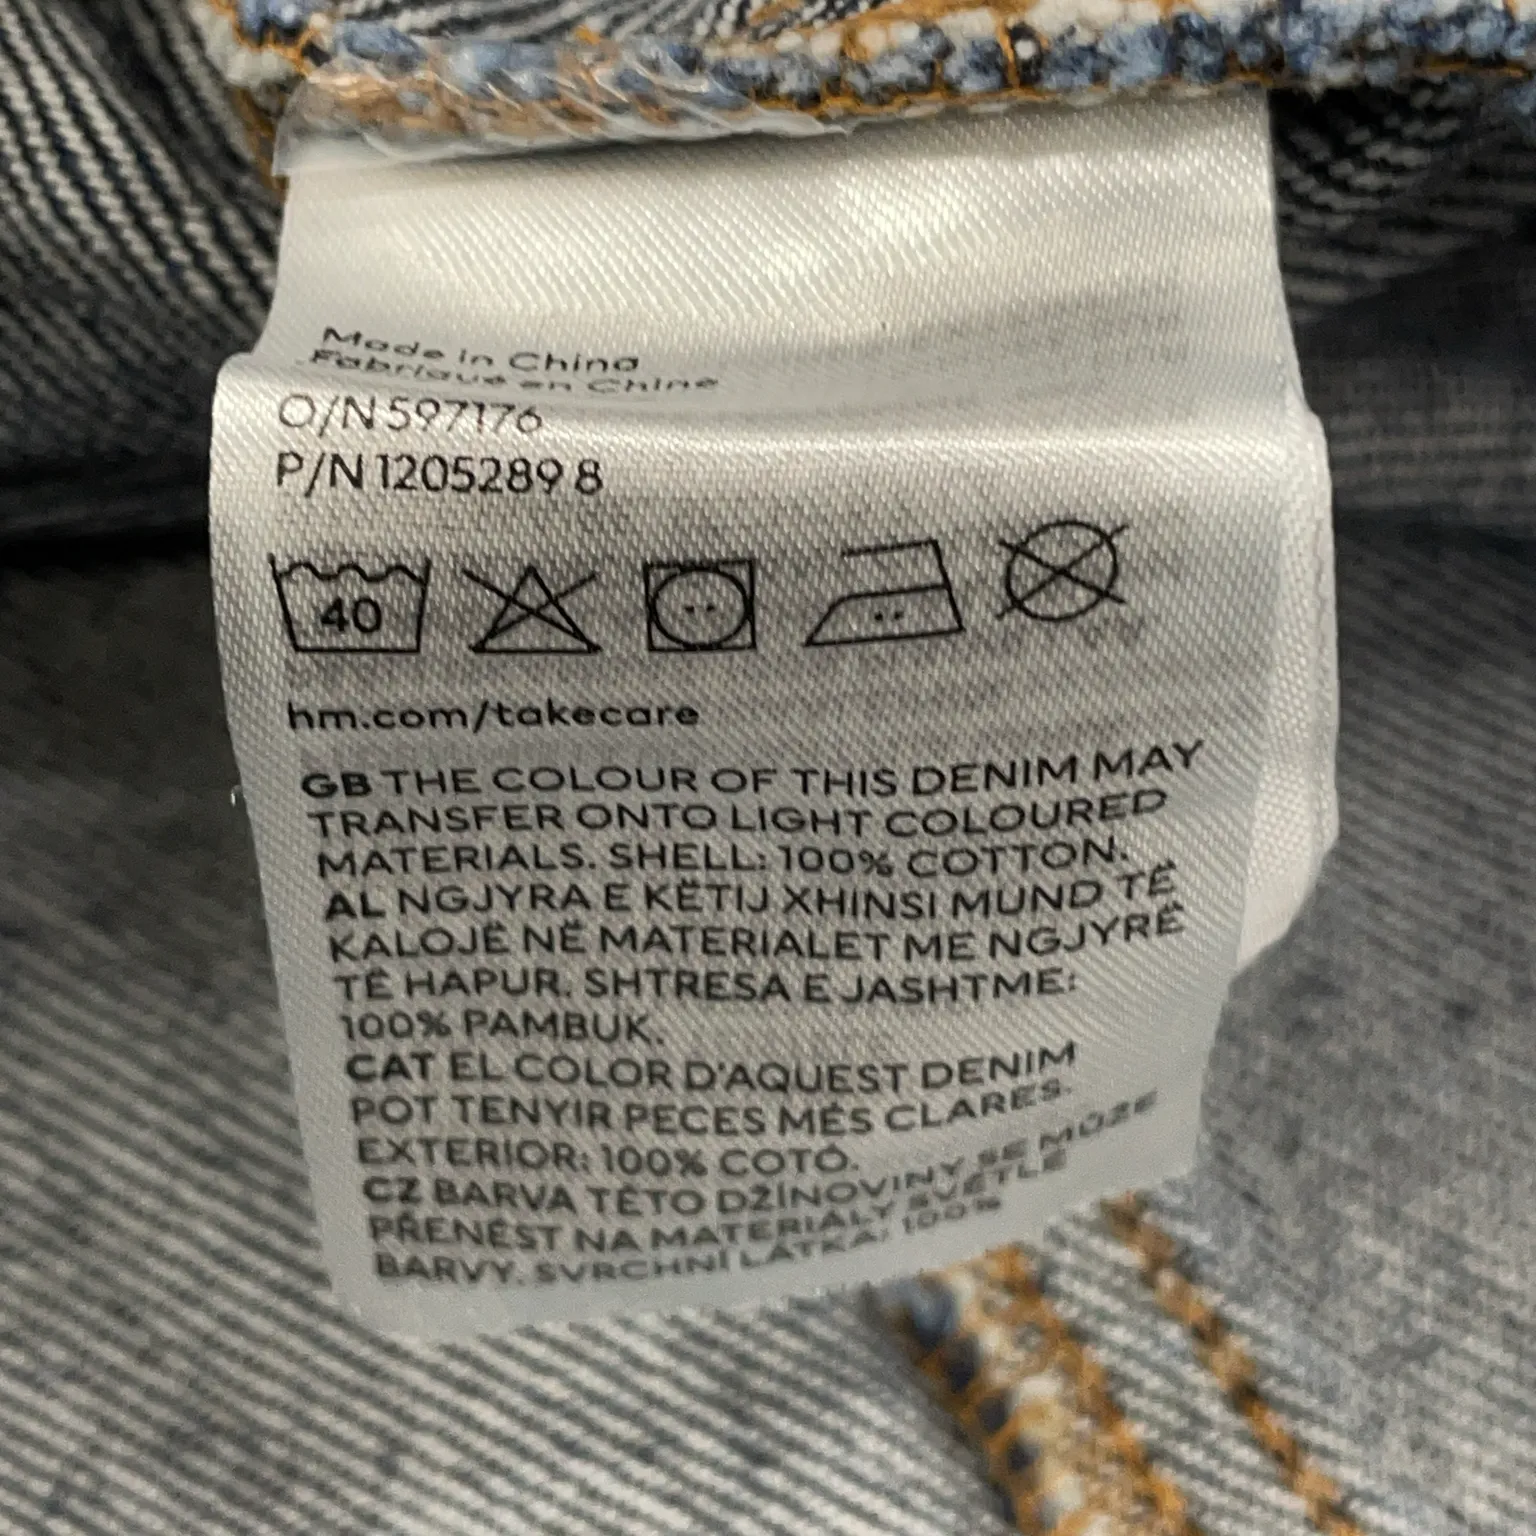 Made in China
Fabriqué en Chine
O/N 597176
P/N 1205289 8
40
hm.com/takecare
GB THE COLOUR OF THIS DENIM MAY
TRANSFER ONTO LIGHT COLOURED
MATERIALS. SHELL: 100% COTTON.
AL NGJYRA E KËTIJ XHINSI MUND TË
KALOJË NË MATERIALET ME NGJYRË
TË HAPUR. SHTRESA E JASHTME:
100% PAMBUK.
CAT EL COLOR D'AQUEST DENIM
POT TENYIR PECES MÉS CLARES.
EXTERIOR: 100% COTÓ.
CZ BARVA TÉTO DŽÍNOVINY SE MŮŽE
PŘENÉST NA MATERIÁLY SVĚTLÉ
BARVY. SVRCHNÍ LÁTKA: 100%